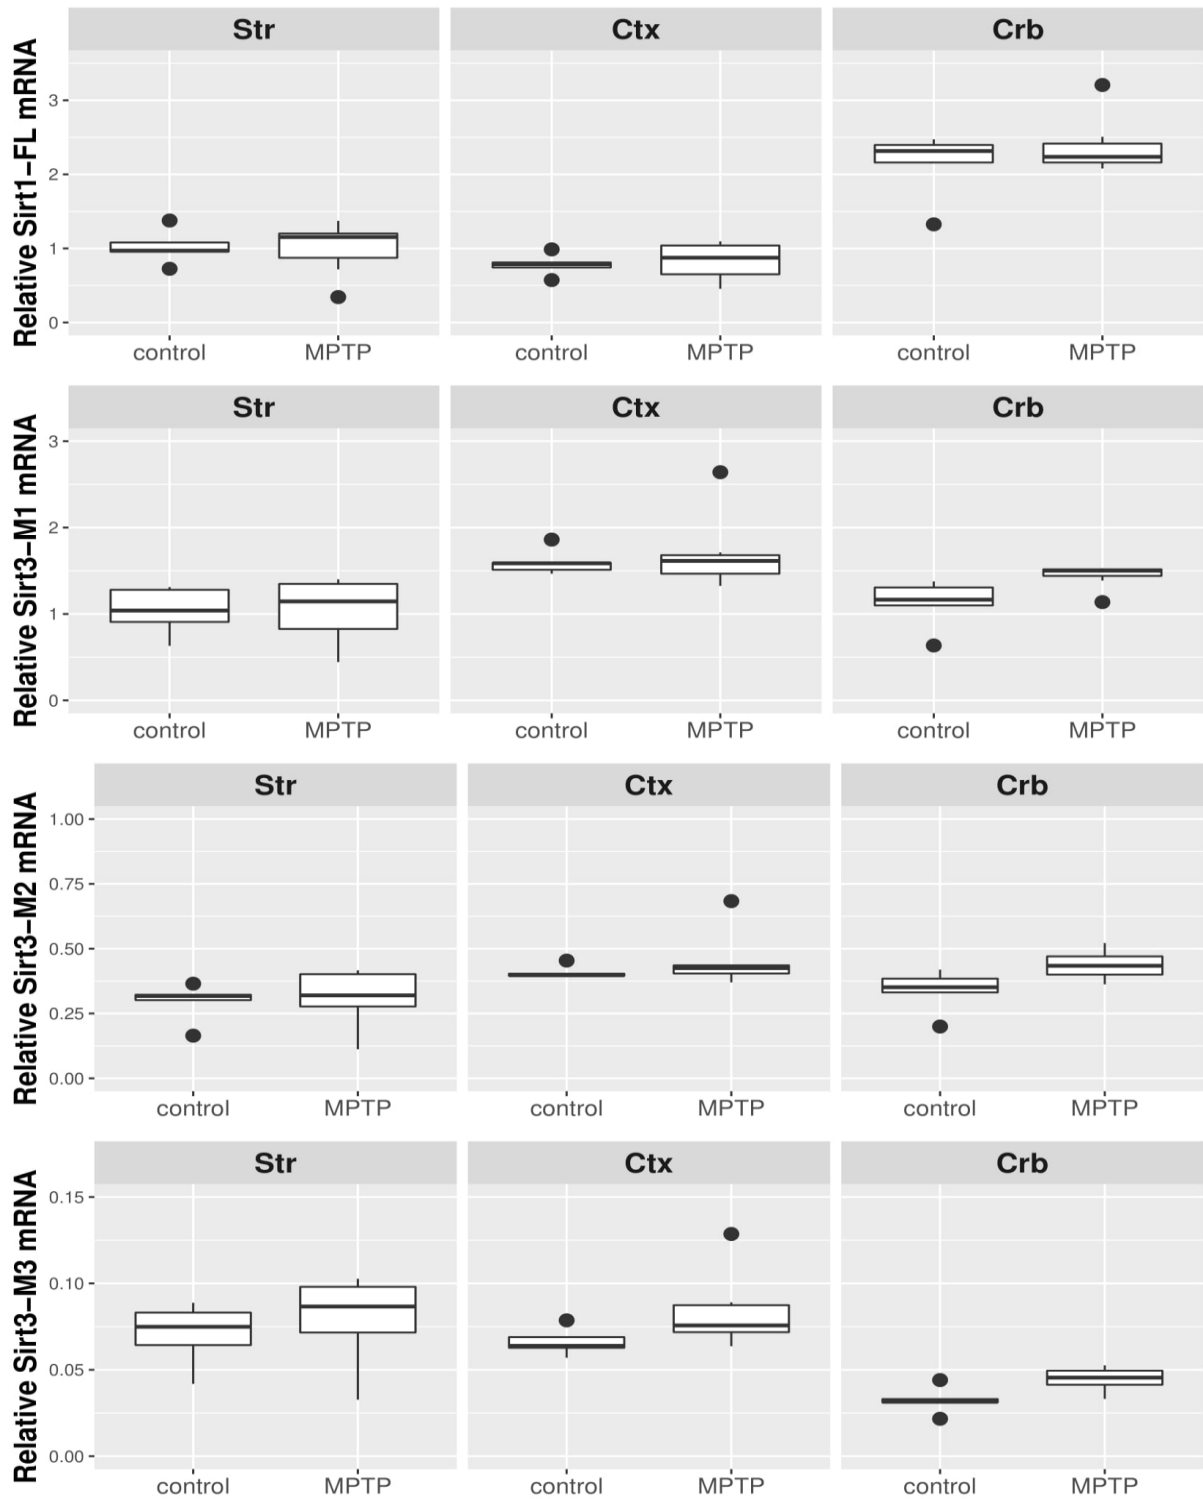 Relative Sirt1-FL mRNA
Str Ctx Crb
3
2
1
0
control MPTP control MPTP control MPTP
Relative Sirt3-M1 mRNA
Str Ctx Crb
3
2
1
0
control MPTP control MPTP control MPTP
Relative Sirt3-M2 mRNA
Str Ctx Crb
1.00
0.75
0.50
0.25
0.00
control MPTP control MPTP control MPTP
Relative Sirt3-M3 mRNA
Str Ctx Crb
0.15
0.10
0.05
0.00
control MPTP control MPTP control MPTP